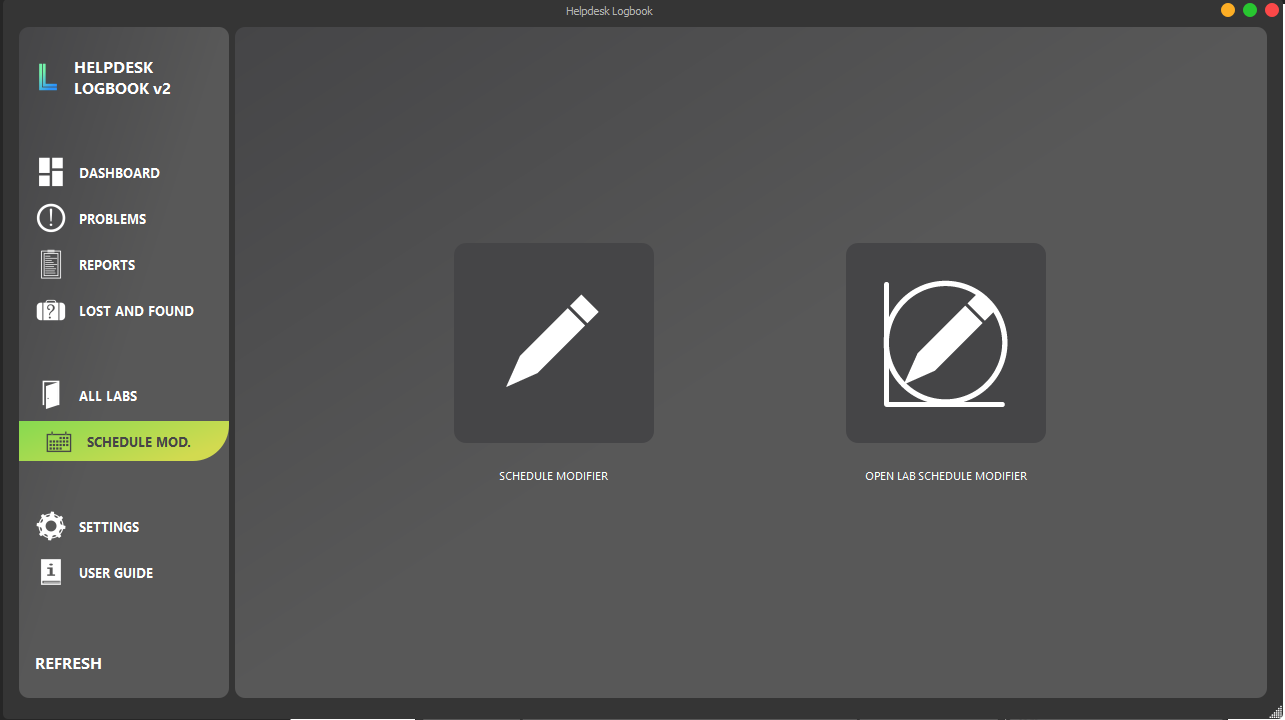 Helpdesk Logbook
HELPDESK
LOGBOOK v2
DASHBOARD
PROBLEMS
REPORTS
LOST AND FOUND
ALL LABS
SCHEDULE MOD.
SETTINGS
USER GUIDE
REFRESH
SCHEDULE MODIFIER
OPEN LAB SCHEDULE MODIFIER